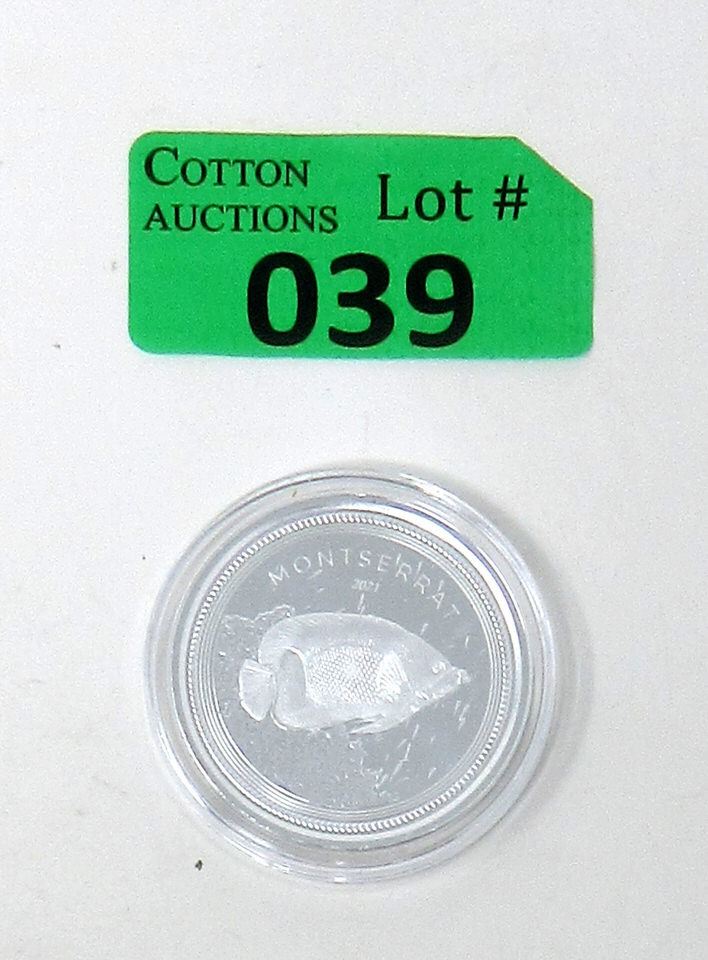 COTTON
AUCTIONS
Lot #
039
MONTSERRAT
2021